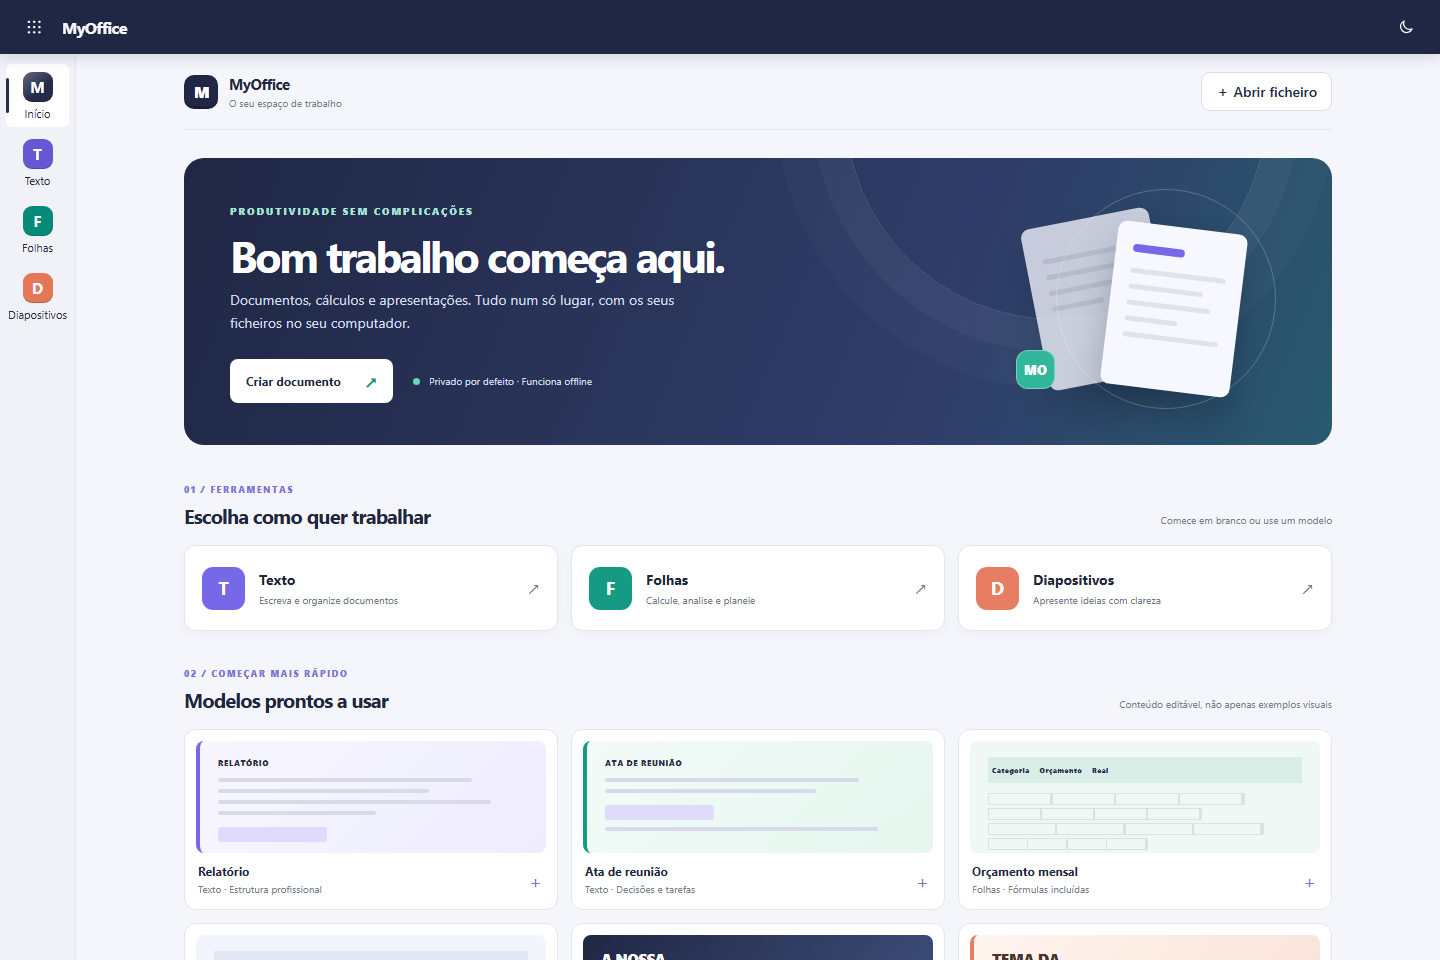 MyOffice
M
Início
T
Texto
F
Folhas
D
Diapositivos
M
MyOffice
O seu espaço de trabalho
+ Abrir ficheiro
PRODUTIVIDADE SEM COMPLICAÇÕES
Bom trabalho começa aqui.
Documentos, cálculos e apresentações. Tudo num só lugar, com os seus
ficheiros no seu computador.
Criar documento ↗
Privado por defeito · Funciona offline
MO
01 / FERRAMENTAS
Escolha como quer trabalhar
Comece em branco ou use um modelo
T
Texto
Escreva e organize documentos
↗
F
Folhas
Calcule, analise e planeie
↗
D
Diapositivos
Apresente ideias com clareza
↗
02 / COMEÇAR MAIS RÁPIDO
Modelos prontos a usar
Conteúdo editável, não apenas exemplos visuais
RELATÓRIO
Relatório
Texto · Estrutura profissional
+
ATA DE REUNIÃO
Ata de reunião
Texto · Decisões e tarefas
+
Categoria Orçamento Real
Orçamento mensal
Folhas · Fórmulas incluídas
+
A NOSSA
TEMA DA